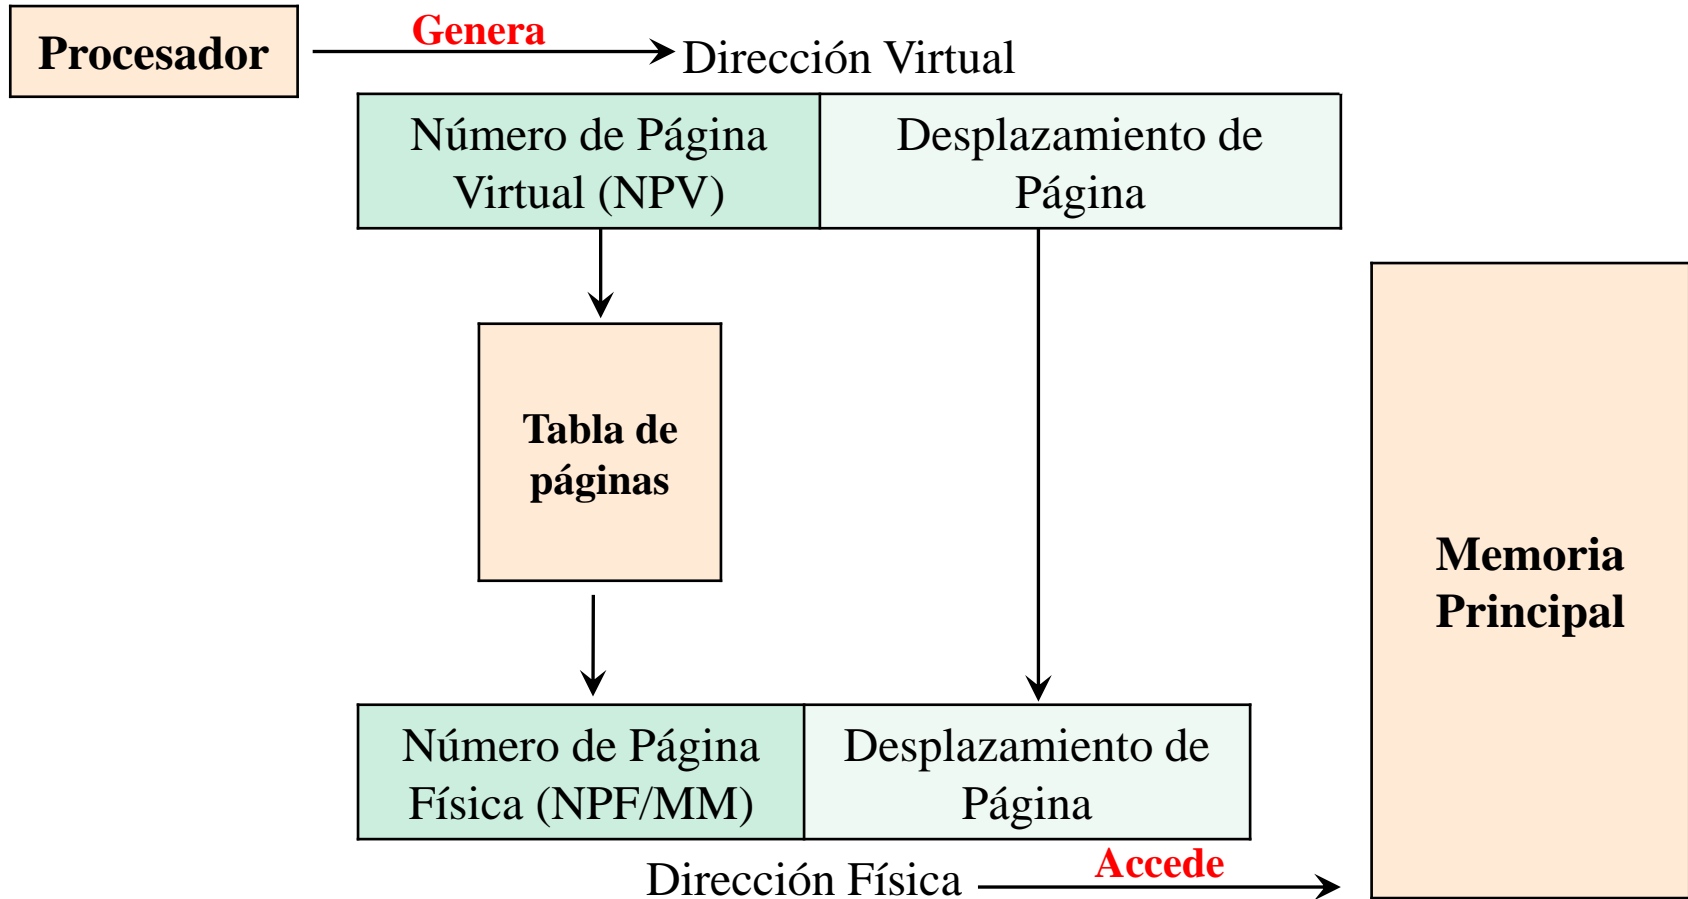 Procesador
Genera
Dirección Virtual
Número de Página
Virtual (NPV)
Desplazamiento de
Página
Tabla de
páginas
Memoria
Principal
Número de Página
Física (NPF/MM)
Desplazamiento de
Página
Dirección Física
Accede